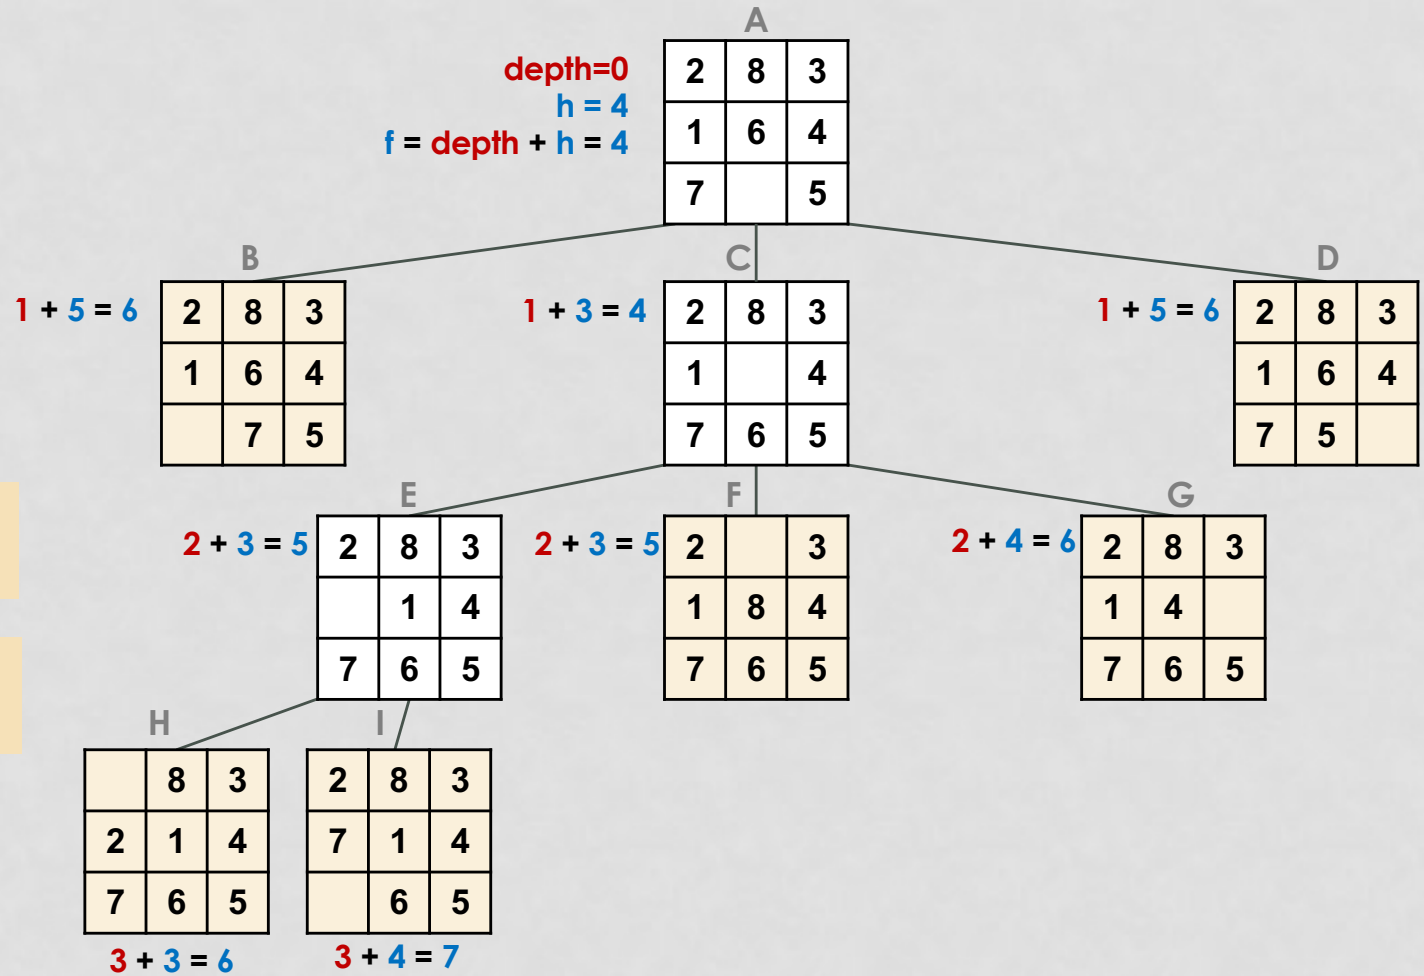 A
depth=0
h = 4
f = depth + h = 4
2 8 3
1 6 4
7 5
B
1 + 5 = 6
2 8 3
1 6 4
7 5
C
1 + 3 = 4
2 8 3
1 4
7 6 5
D
1 + 5 = 6
2 8 3
1 6 4
7 5
E
2 + 3 = 5
2 8 3
1 4
7 6 5
F
2 + 3 = 5
2 3
1 8 4
7 6 5
G
2 + 4 = 6
2 8 3
1 4
7 6 5
H
8 3
2 1 4
7 6 5
3 + 3 = 6
I
2 8 3
7 1 4
6 5
3 + 4 = 7